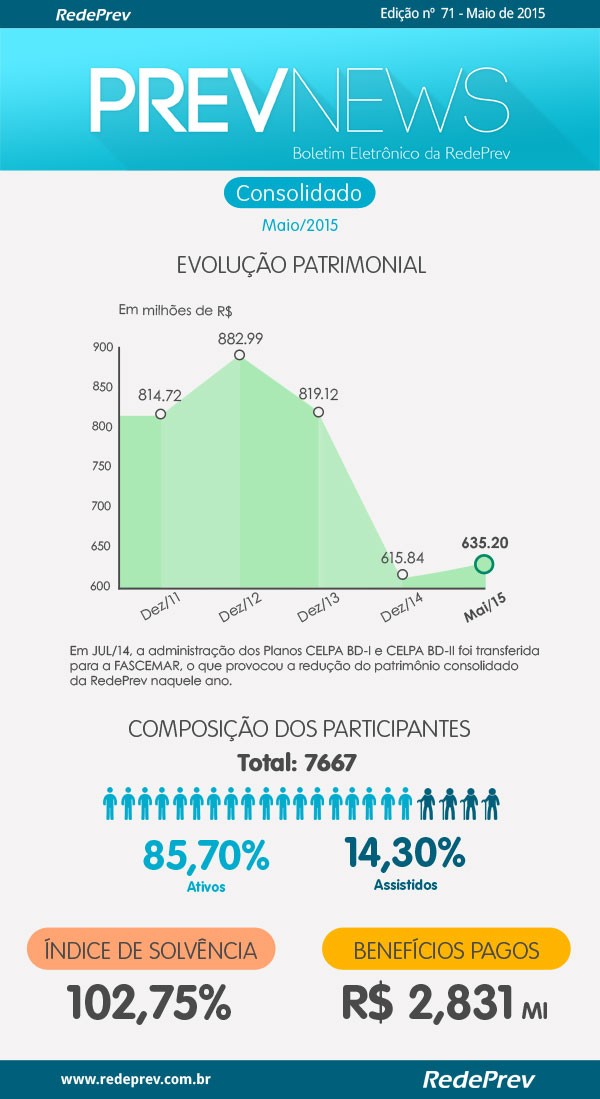 RedePrev
Edição nº 71 - Maio de 2015
PREVNEWS
Boletim Eletrônico da RedePrev
Consolidado
Maio/2015
EVOLUÇÃO PATRIMONIAL
Em milhões de R$
900
850
800
750
700
650
600
814.72
882.99
819.12
615.84
635.20
Dez/11
Dez/12
Dez/13
Dez/14
Mai/15
Em JUL/14, a administração dos Planos CELPA BD-I e CELPA BD-II foi transferida
para a FASCEMAR, o que provocou a redução do patrimônio consolidado
da RedePrev naquele ano.
COMPOSIÇÃO DOS PARTICIPANTES
Total: 7667
85,70%
Ativos
14,30%
Assistidos
ÍNDICE DE SOLVÊNCIA
102,75%
BENEFÍCIOS PAGOS
R$ 2,831 MI
www.redeprev.com.br
RedePrev